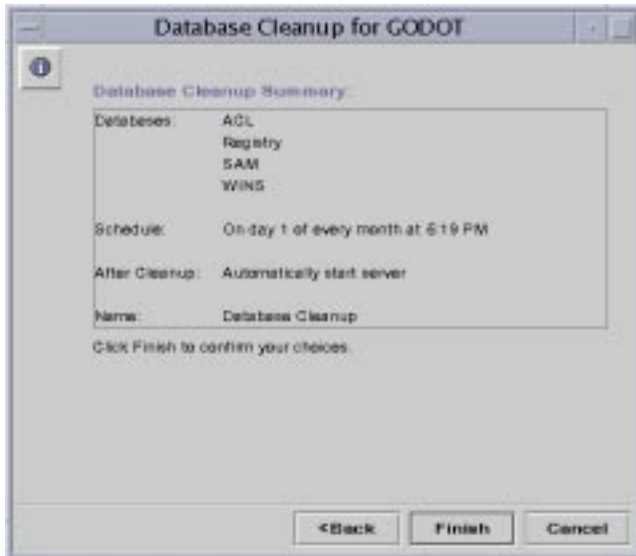 Database Cleanup for GODOT
Database Cleanup Summary:
Databases: ACL
Registry
SAM
WINS
Schedule: On day 1 of every month at 5:19 PM
After Cleanup: Automatically start server
Name: Database Cleanup
Click Finish to confirm your choices.
<Back Finish Cancel